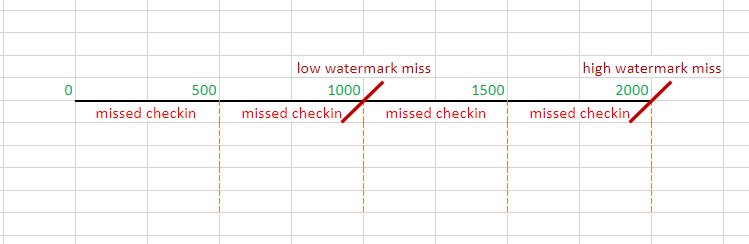 low watermark miss high watermark miss
0 500 1000 1500 2000
missed checkin missed checkin missed checkin missed checkin